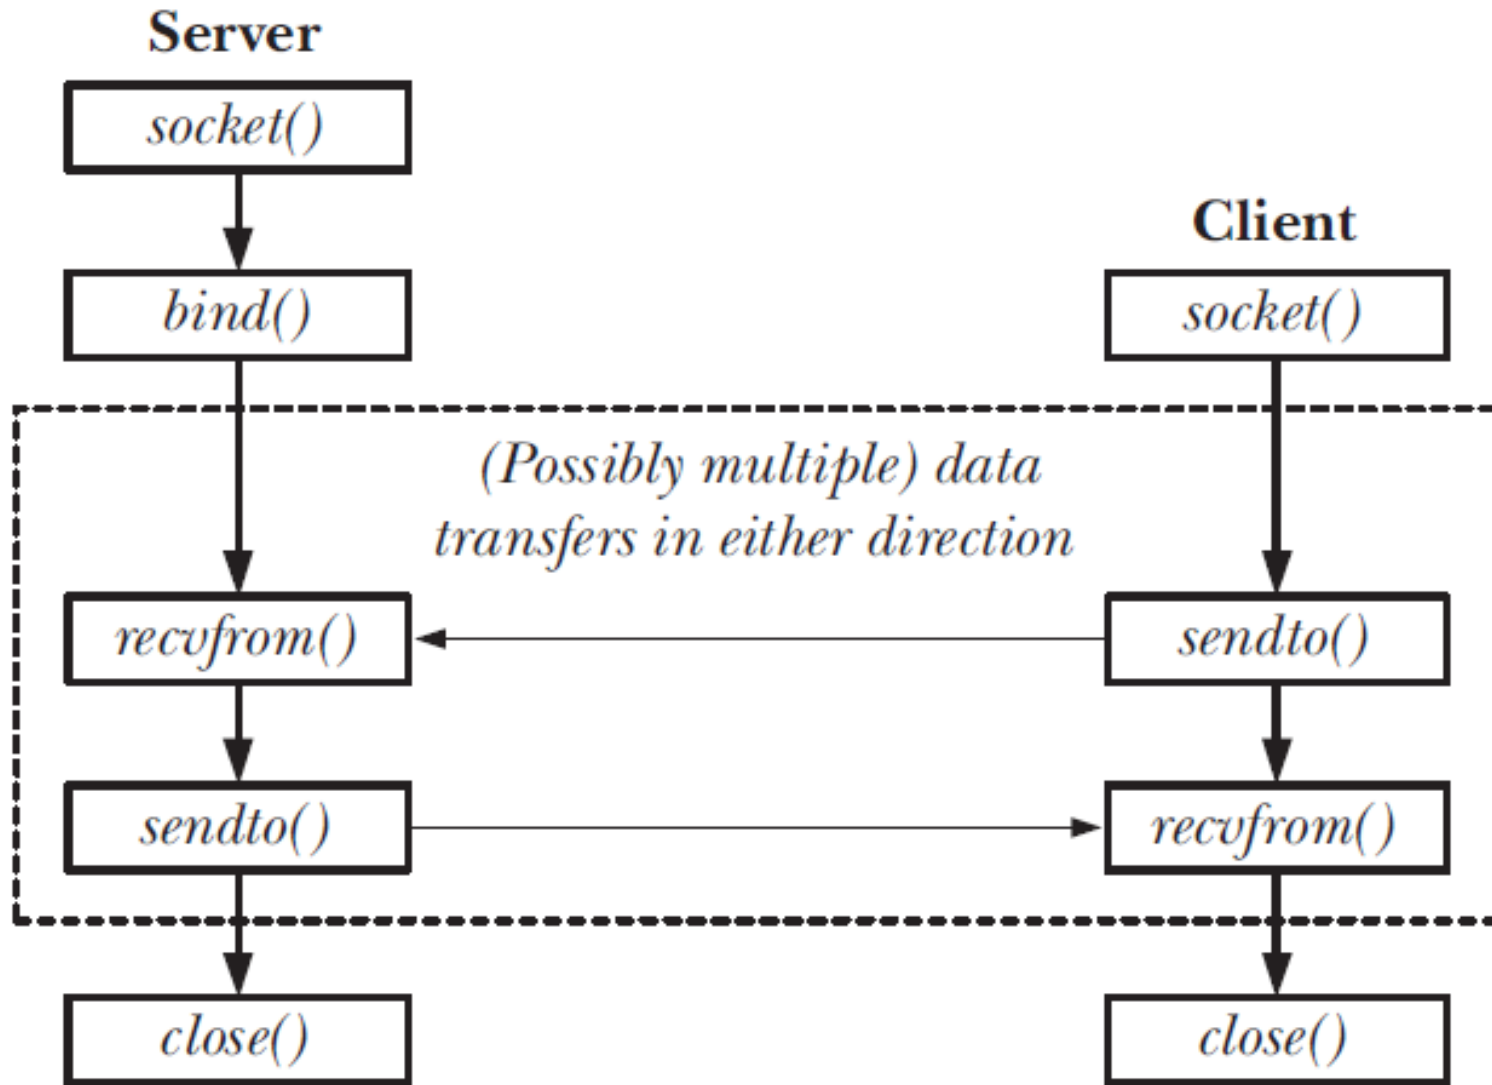 Server
socket()
Client
bind()
socket()
(Possibly multiple) data
transfers in either direction
recvfrom()
sendto()
sendto()
recvfrom()
close()
close()